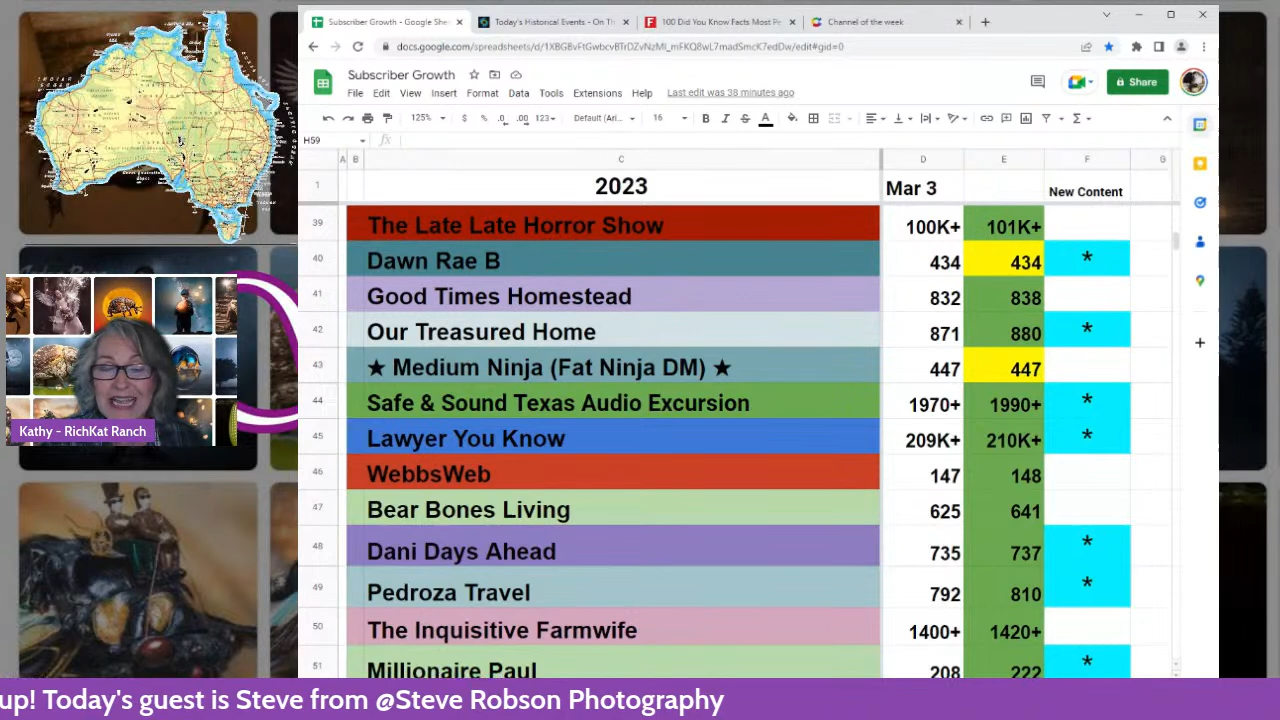 Subscriber Growth - Google She
Today's Historical Events - On Th
100 Did You Know Facts Most Pe
Channel of the week
docs.google.com/spreadsheets/d/1XBGBvFtGwbcvBTrDZvNzMl_mFKQ8wL7madSmcK7edDw/edit#gid=0
Subscriber Growth
Share
File Edit View Insert Format Data Tools Extensions Help Last edit was 38 minutes ago
125% $ % .0 .00 123 Default (Ari... 16 B I S A
H59 fx
A B C D E F G
1 2023 Mar 3 New Content
39 The Late Late Horror Show 100K+ 101K+
40 Dawn Rae B 434 434 *
41 Good Times Homestead 832 838
42 Our Treasured Home 871 880 *
43 ★ Medium Ninja (Fat Ninja DM) ★ 447 447
44 Safe & Sound Texas Audio Excursion 1970+ 1990+ *
45 Lawyer You Know 209K+ 210K+ *
46 WebbsWeb 147 148
47 Bear Bones Living 625 641
48 Dani Days Ahead 735 737 *
49 Pedroza Travel 792 810 *
50 The Inquisitive Farmwife 1400+ 1420+
51 Millionaire Paul 208 222 *
Kathy - RichKat Ranch
up! Today's guest is Steve from @Steve Robson Photography